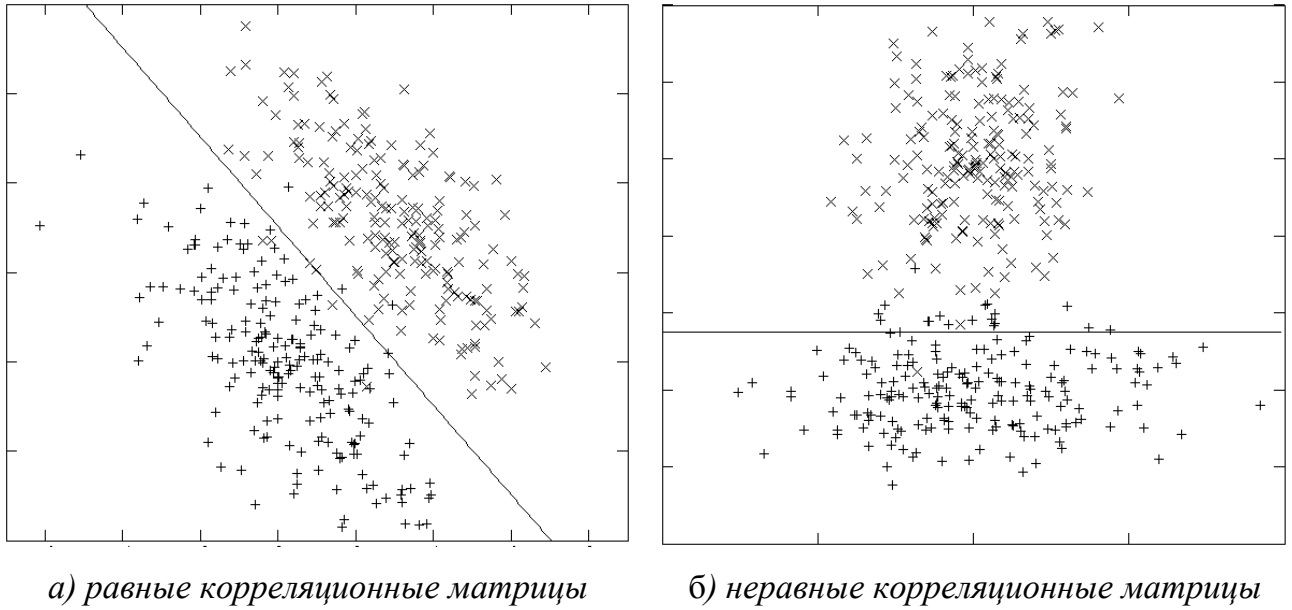 а) равные корреляционные матрицы
б) неравные корреляционные матрицы